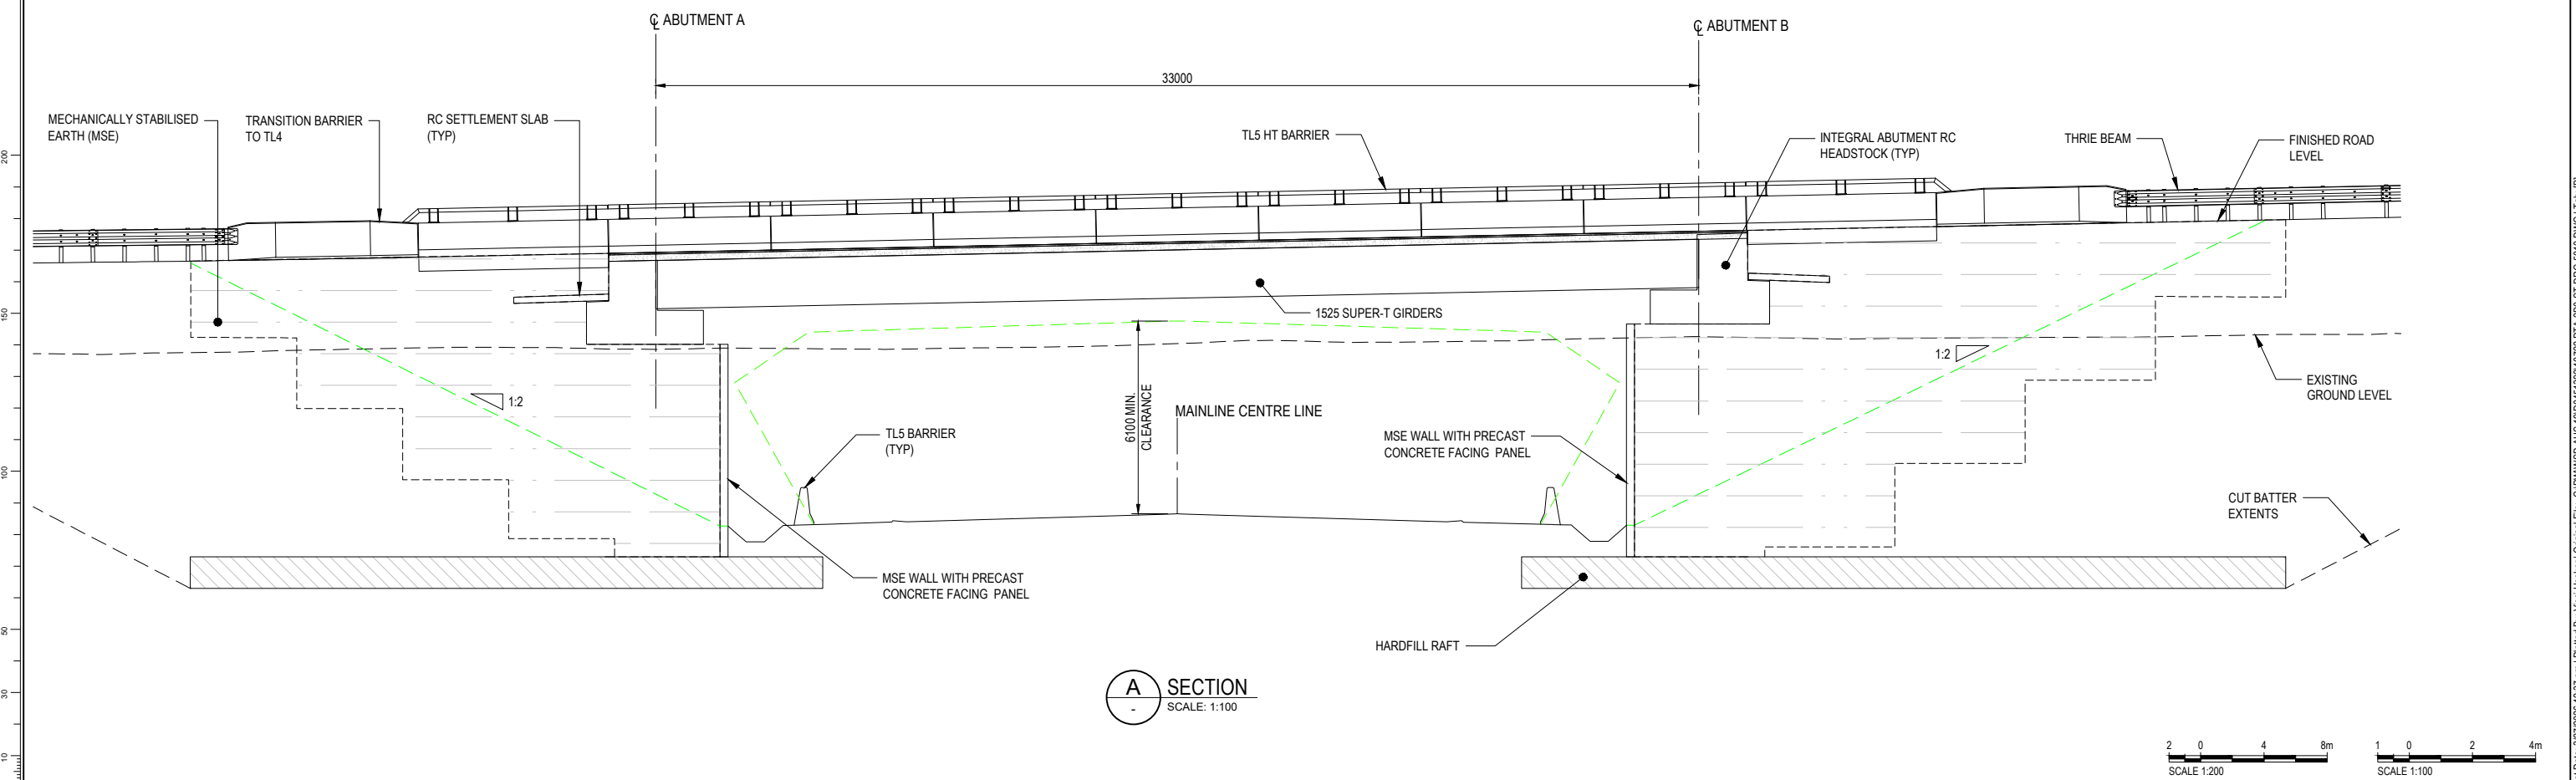 ℄ ABUTMENT A
℄ ABUTMENT B
33000
MECHANICALLY STABILISED
EARTH (MSE)
TRANSITION BARRIER
TO TL4
RC SETTLEMENT SLAB
(TYP)
TL5 HT BARRIER
INTEGRAL ABUTMENT RC
HEADSTOCK (TYP)
THRIE BEAM
FINISHED ROAD
LEVEL
1525 SUPER-T GIRDERS
1:2
1:2
6100 MIN.
CLEARANCE
MAINLINE CENTRE LINE
TL5 BARRIER
(TYP)
MSE WALL WITH PRECAST
CONCRETE FACING PANEL
EXISTING
GROUND LEVEL
CUT BATTER
EXTENTS
MSE WALL WITH PRECAST
CONCRETE FACING PANEL
HARDFILL RAFT
A
-
SECTION
SCALE: 1:100
200
150
100
50
30
10
2 0 4 8m
SCALE 1:200
1 0 2 4m
SCALE 1:100